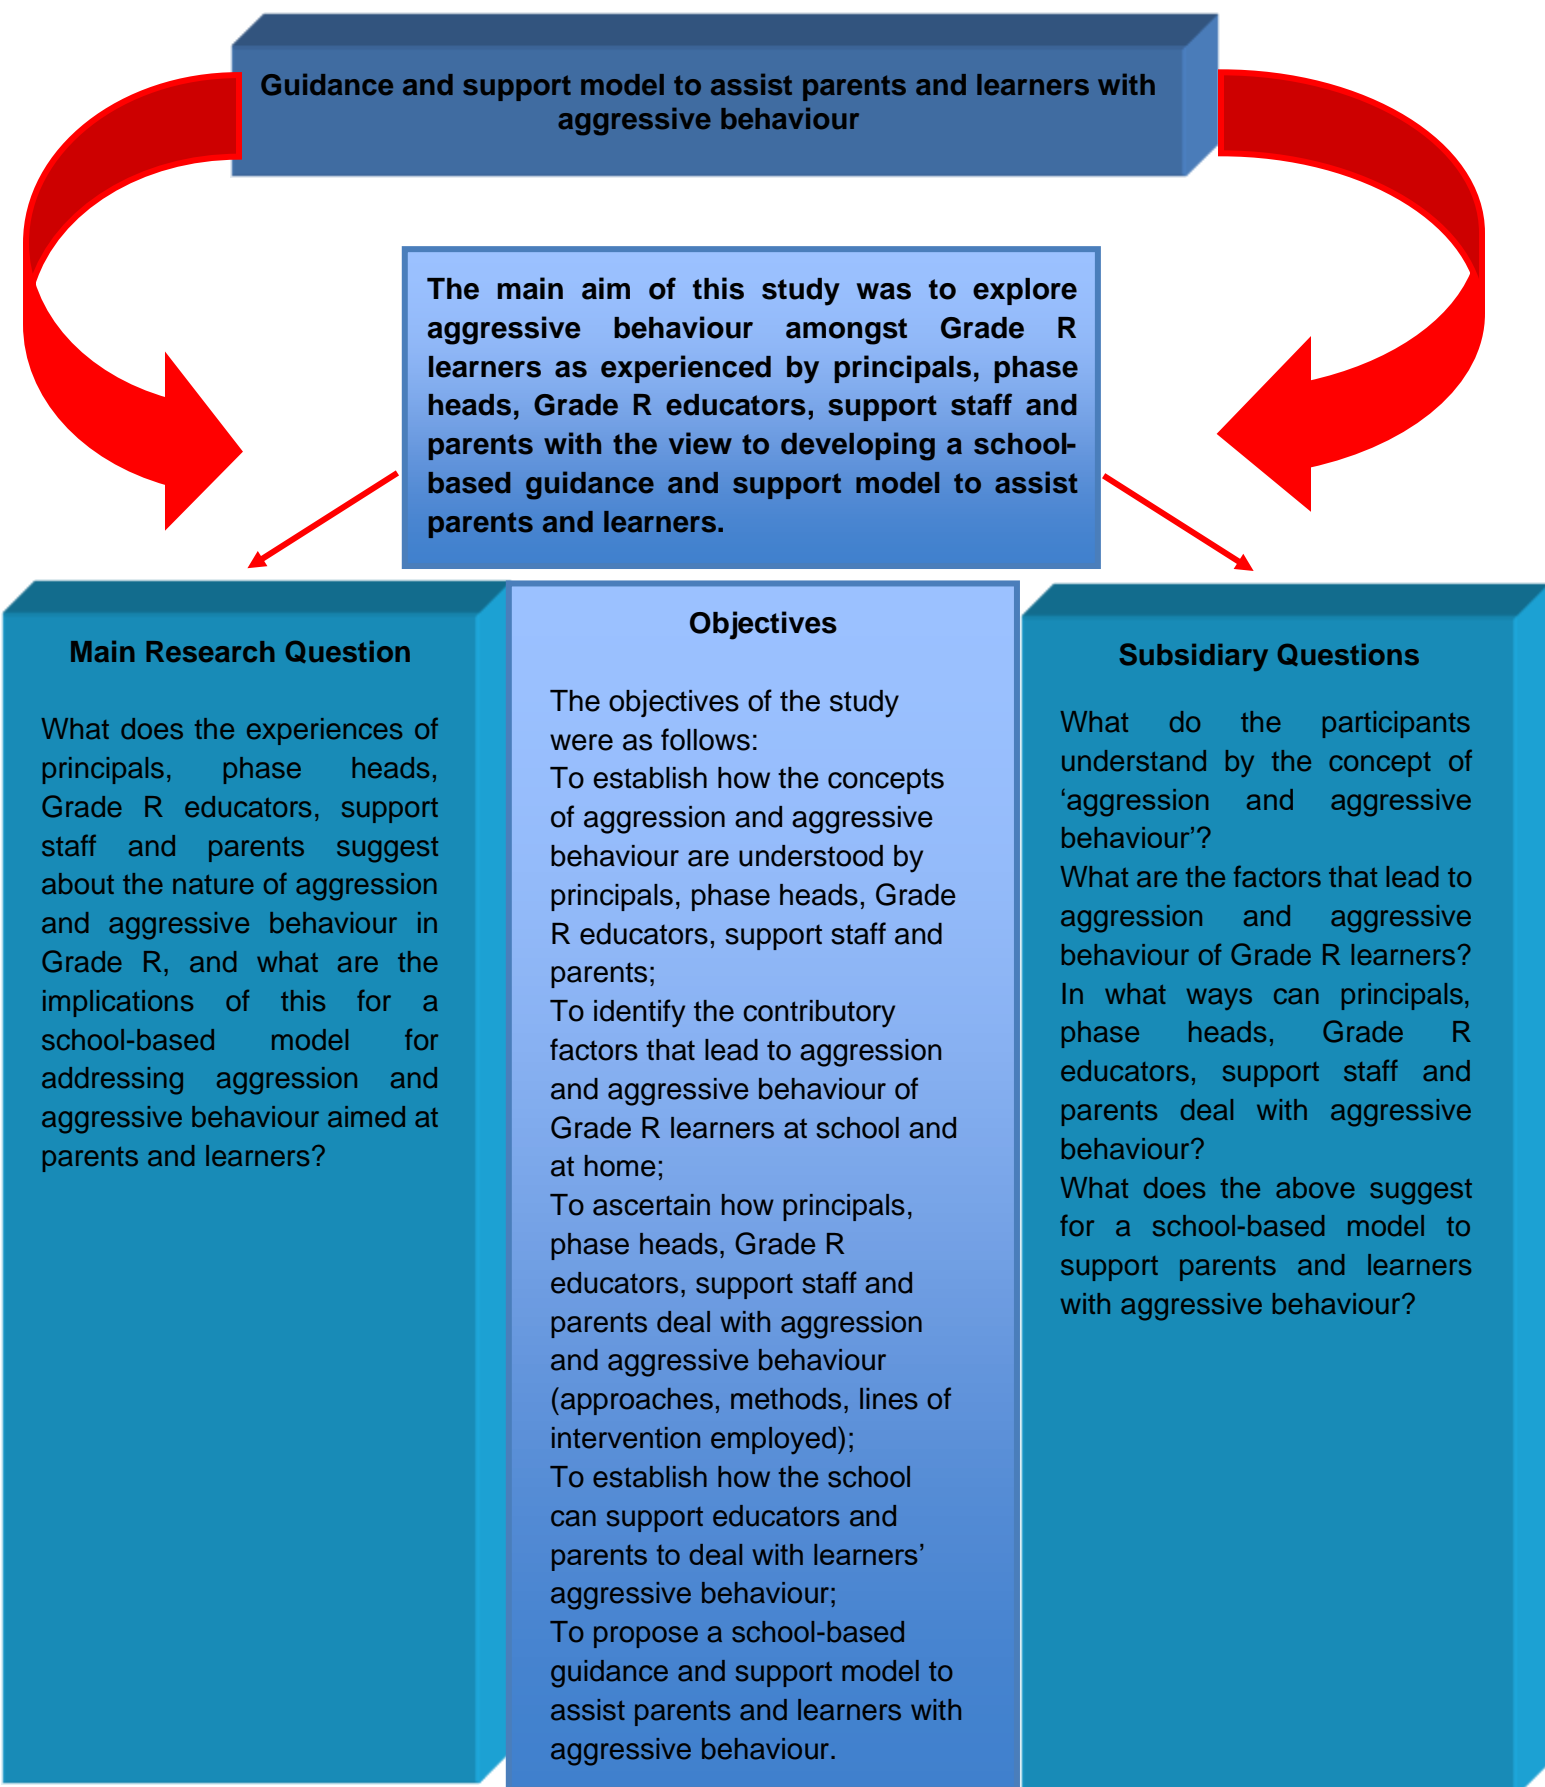 Guidance and support model to assist parents and learners with
aggressive behaviour
The main aim of this study was to explore
aggressive behaviour amongst Grade R
learners as experienced by principals, phase
heads, Grade R educators, support staff and
parents with the view to developing a school-
based guidance and support model to assist
parents and learners.
Main Research Question
What does the experiences of
principals, phase heads,
Grade R educators, support
staff and parents suggest
about the nature of aggression
and aggressive behaviour in
Grade R, and what are the
implications of this for a
school-based model for
addressing aggression and
aggressive behaviour aimed at
parents and learners?
Objectives
The objectives of the study
were as follows:
To establish how the concepts
of aggression and aggressive
behaviour are understood by
principals, phase heads, Grade
R educators, support staff and
parents;
To identify the contributory
factors that lead to aggression
and aggressive behaviour of
Grade R learners at school and
at home;
To ascertain how principals,
phase heads, Grade R
educators, support staff and
parents deal with aggression
and aggressive behaviour
(approaches, methods, lines of
intervention employed);
To establish how the school
can support educators and
parents to deal with learners’
aggressive behaviour;
To propose a school-based
guidance and support model to
assist parents and learners with
aggressive behaviour.
Subsidiary Questions
What do the participants
understand by the concept of
‘aggression and aggressive
behaviour’?
What are the factors that lead to
aggression and aggressive
behaviour of Grade R learners?
In what ways can principals,
phase heads, Grade R
educators, support staff and
parents deal with aggressive
behaviour?
What does the above suggest
for a school-based model to
support parents and learners
with aggressive behaviour?